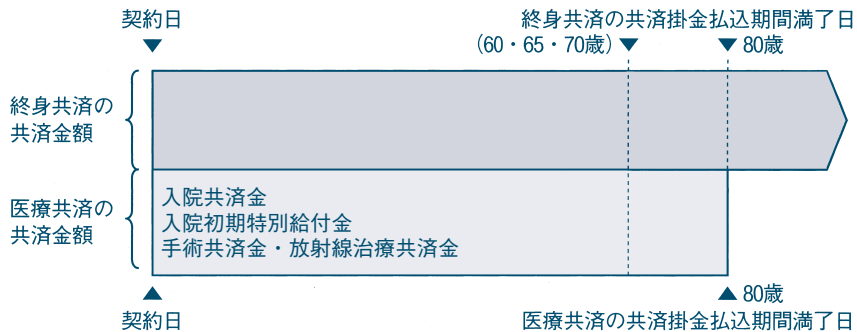 契約日
終身共済の共済掛金払込期間満了日
(60・65・70歳)
80歳
終身共済の
共済金額
医療共済の
共済金額
入院共済金
入院初期特別給付金
手術共済金・放射線治療共済金
80歳
契約日
医療共済の共済掛金払込期間満了日